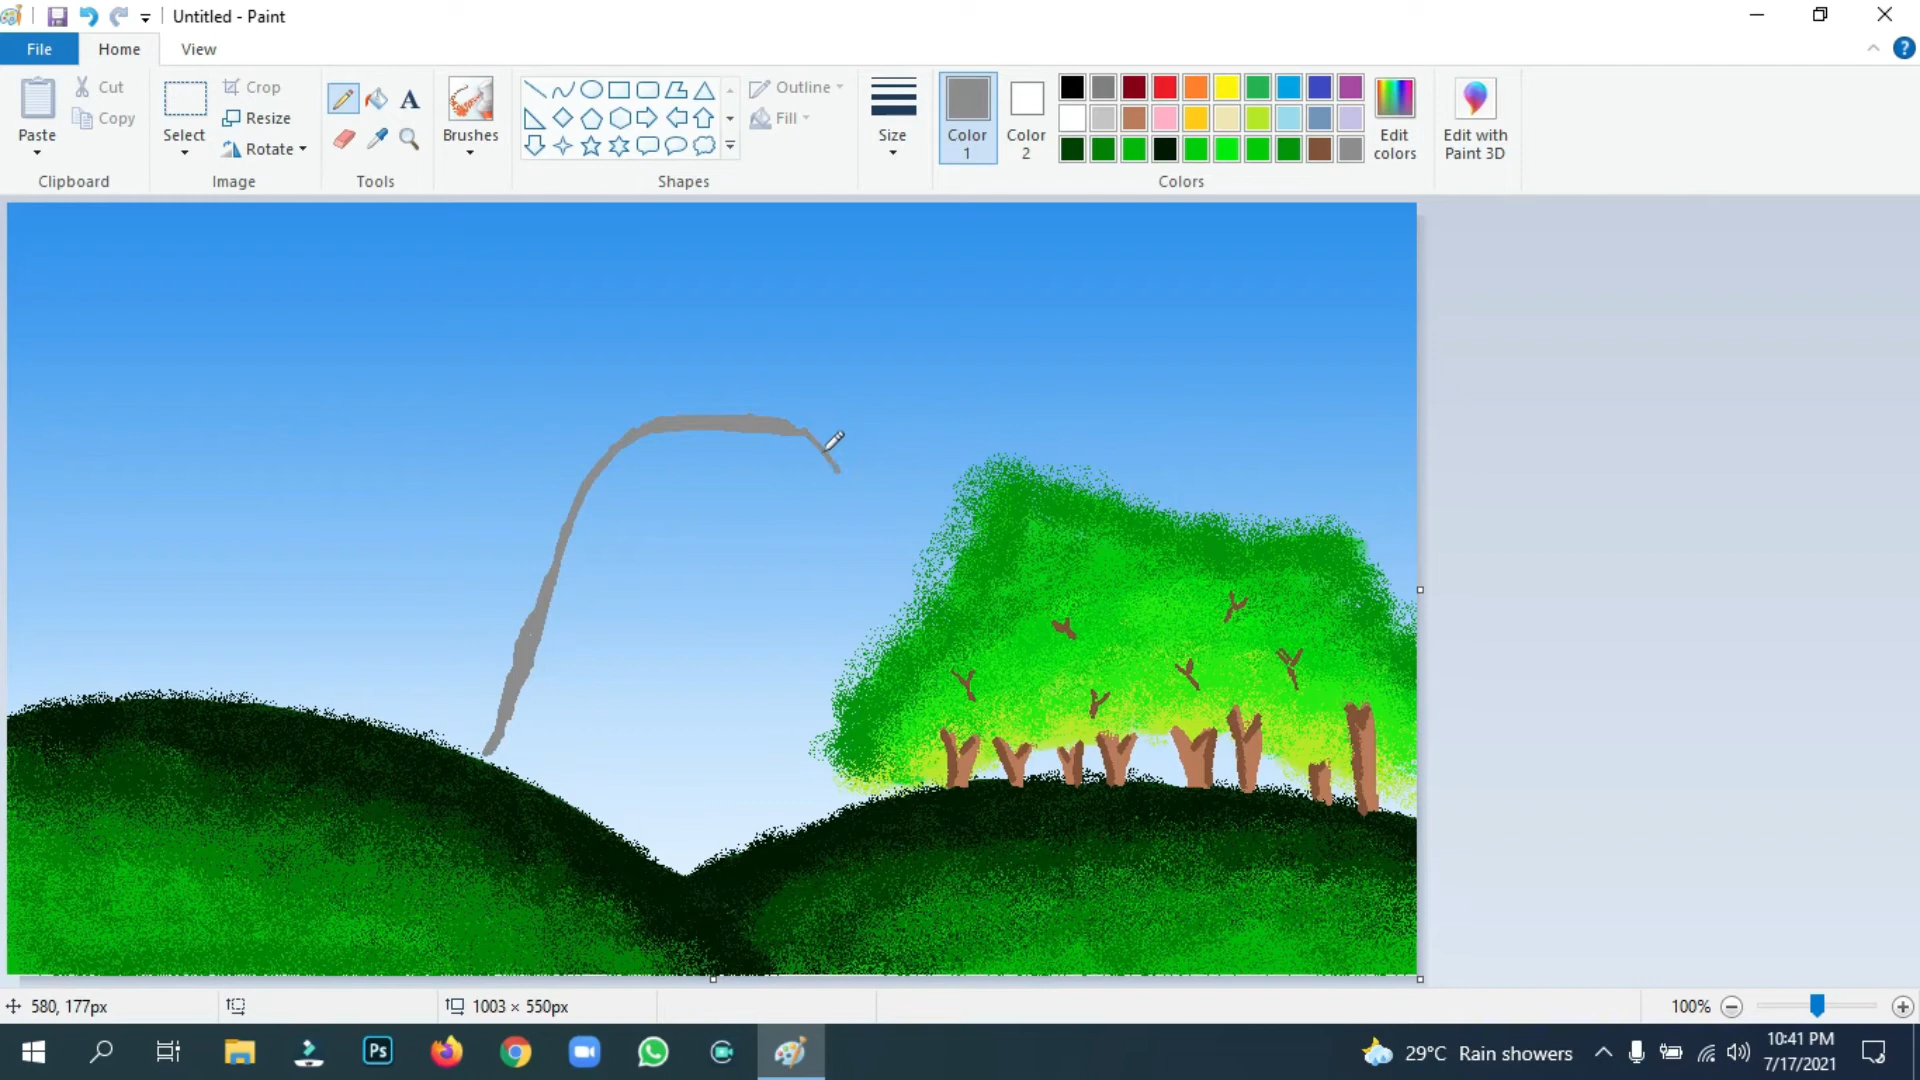 Untitled - Paint
File Home View
Paste
Cut
Copy
Clipboard
Select
Crop
Resize
Rotate
Image
A
Tools
Brushes
Shapes
Outline
Fill
Size
Color 1
Color 2
Colors
Edit colors
Edit with Paint 3D
?
580, 177px
1003 × 550px
100%
Ps
29°C Rain showers
10:41 PM
7/17/2021